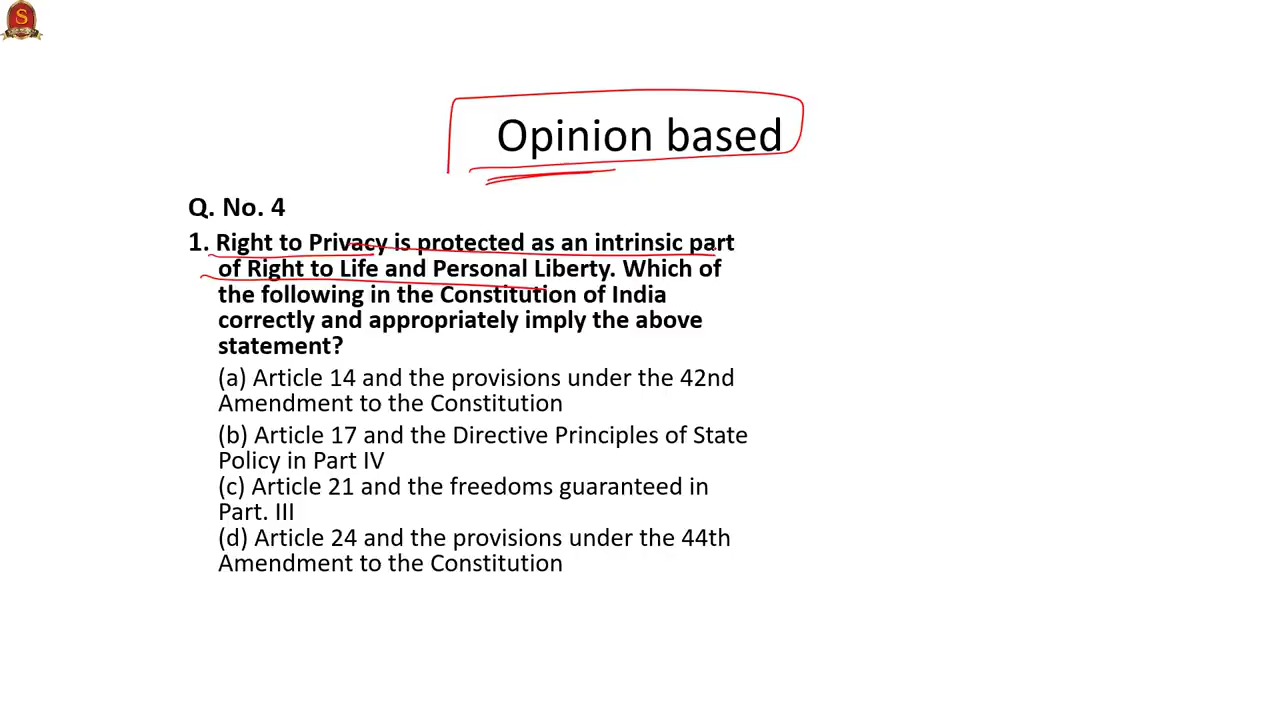 S
Opinion based
Q. No. 4
1. Right to Privacy is protected as an intrinsic part
of Right to Life and Personal Liberty. Which of
the following in the Constitution of India
correctly and appropriately imply the above
statement?
(a) Article 14 and the provisions under the 42nd
Amendment to the Constitution
(b) Article 17 and the Directive Principles of State
Policy in Part IV
(c) Article 21 and the freedoms guaranteed in
Part. III
(d) Article 24 and the provisions under the 44th
Amendment to the Constitution